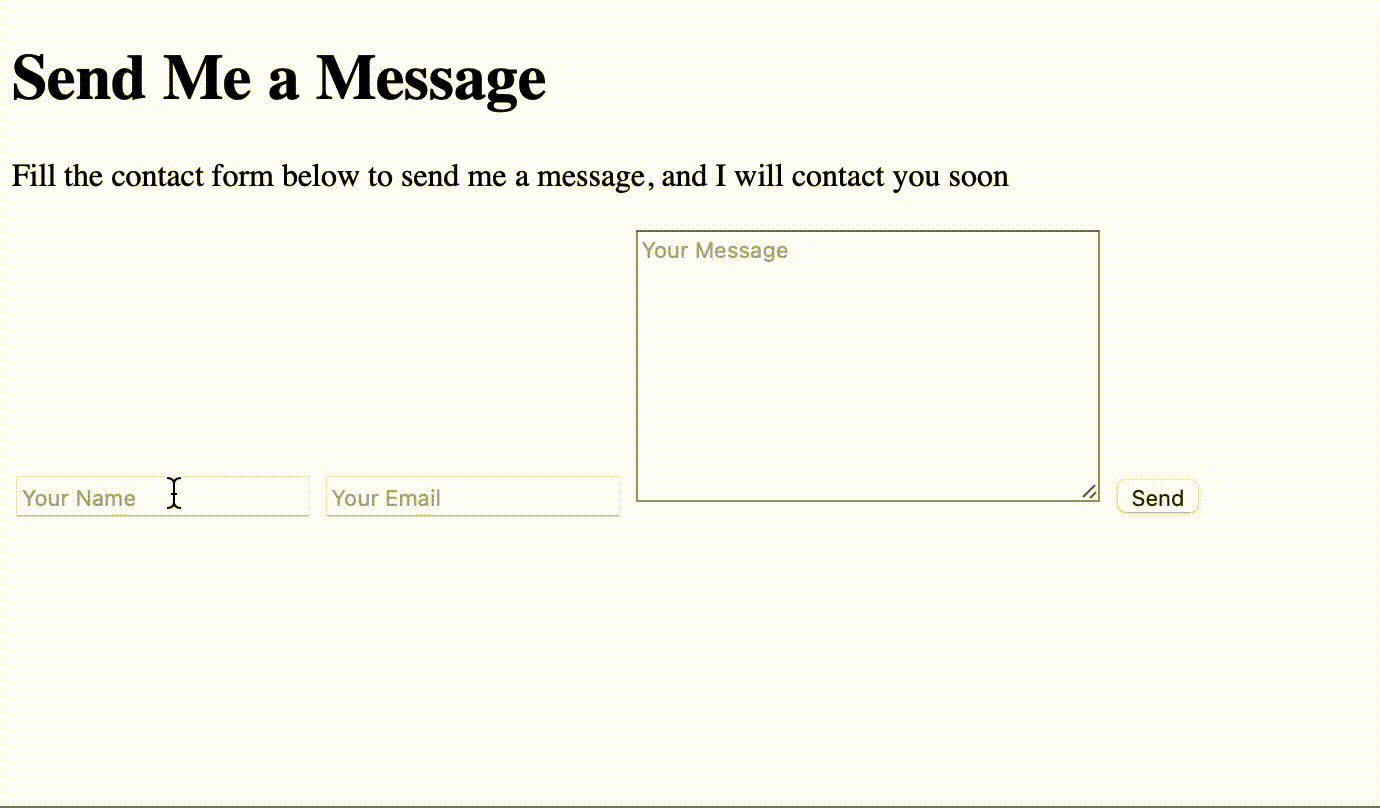 Send Me a Message
Fill the contact form below to send me a message, and I will contact you soon
Your Message
Your Name
Your Email
Send